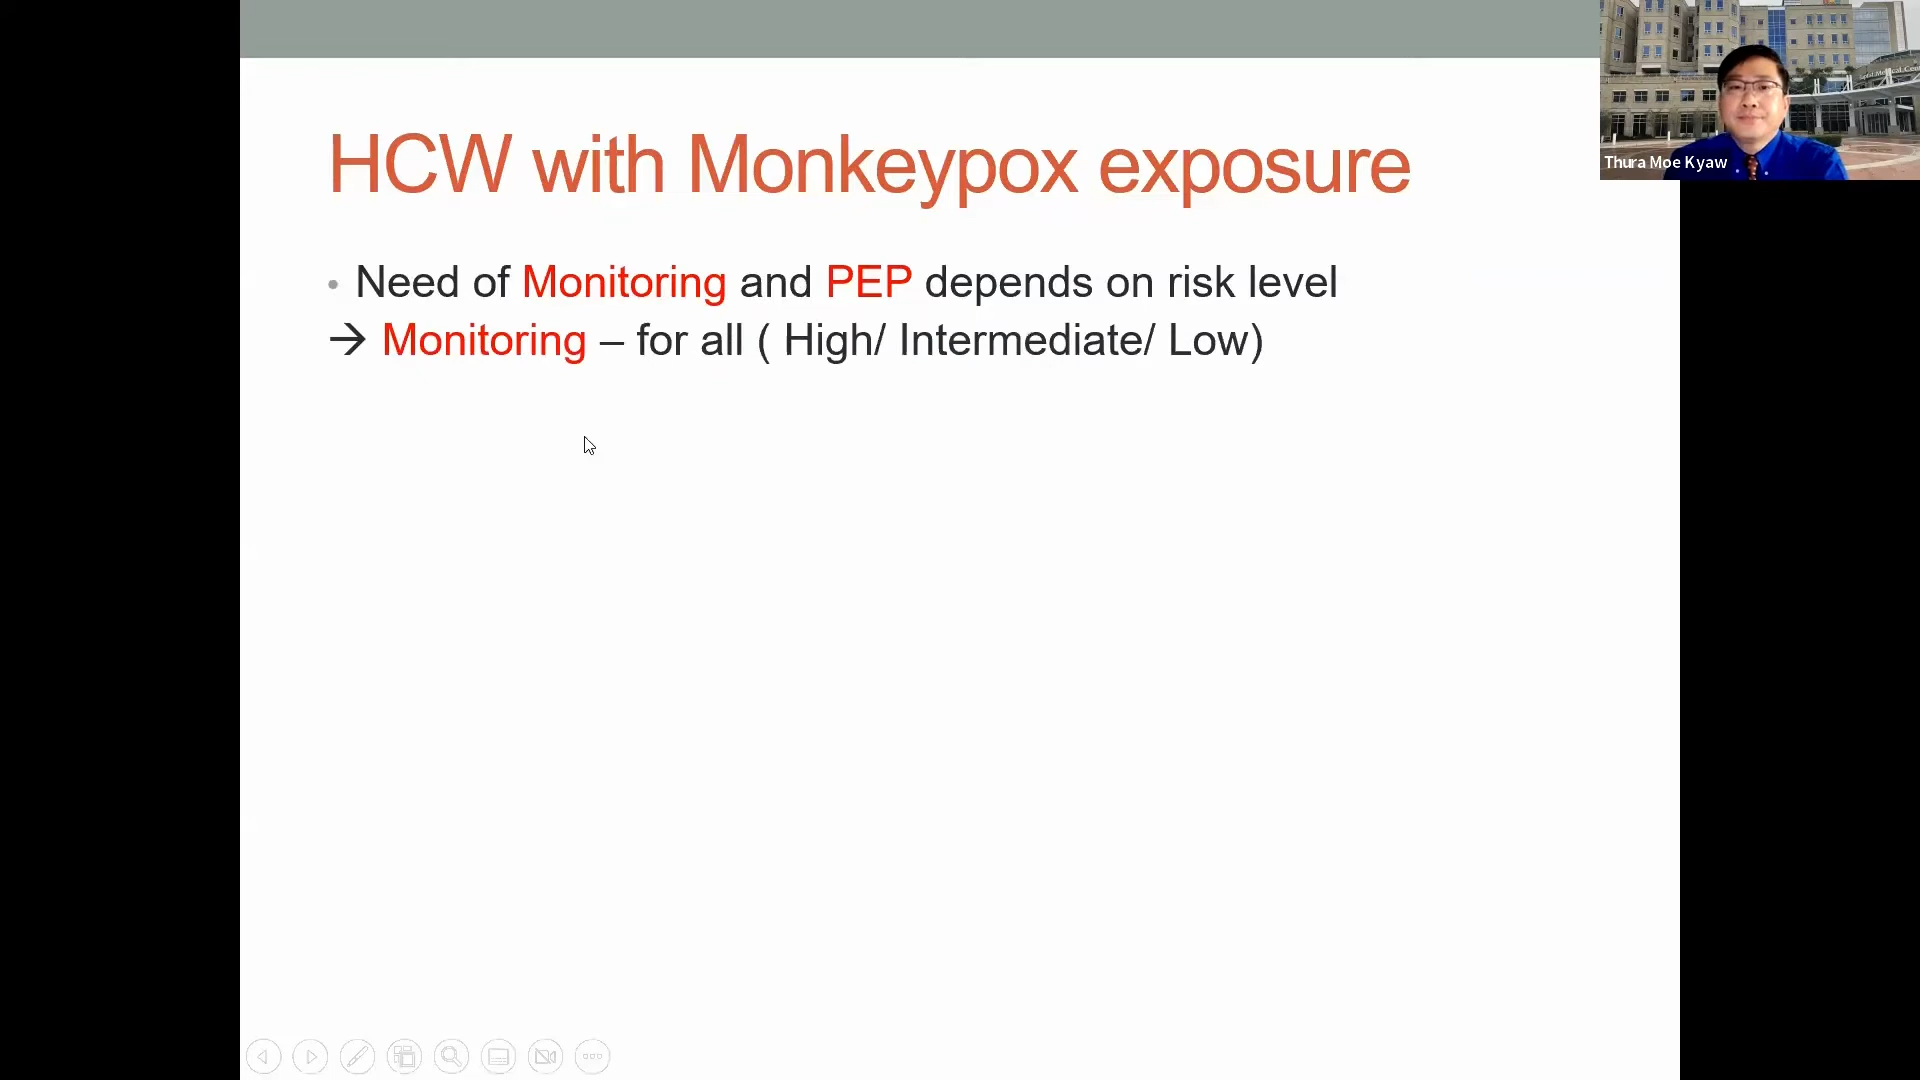 HCW with Monkeypox exposure
Thura Moe Kyaw
• Need of Monitoring and PEP depends on risk level
→ Monitoring – for all ( High/ Intermediate/ Low)